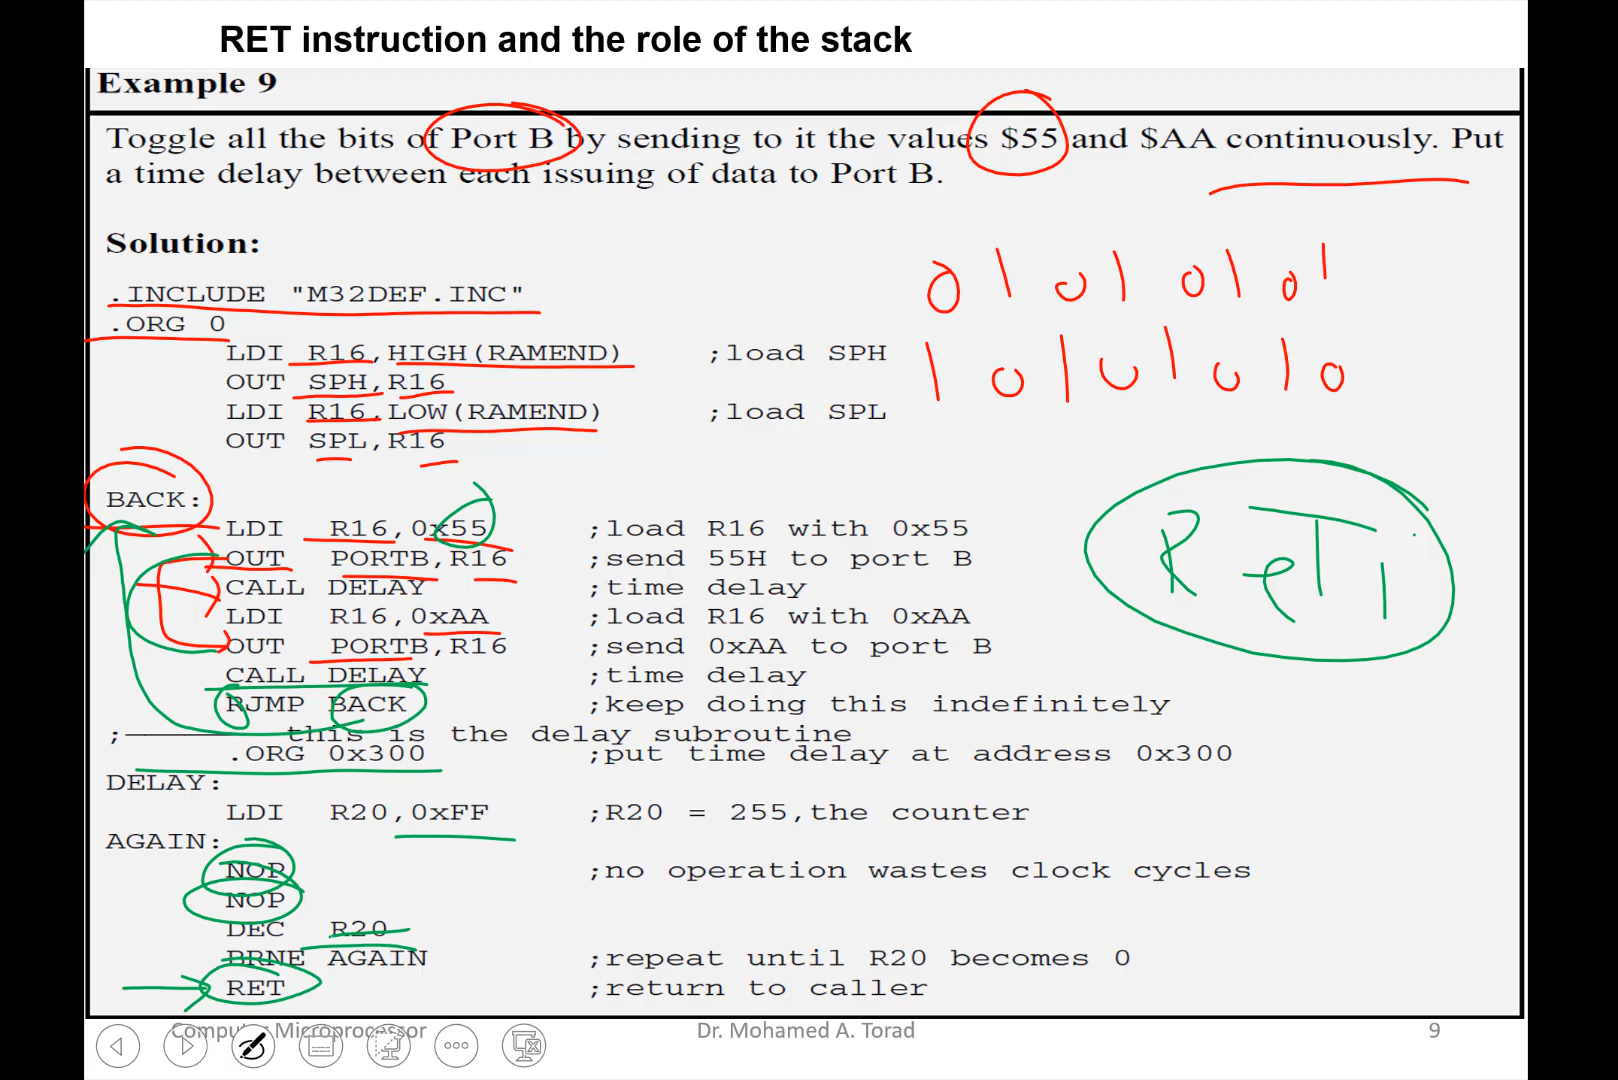 RET instruction and the role of the stack
Example 9
Toggle all the bits of Port B by sending to it the values $55 and $AA continuously. Put
a time delay between each issuing of data to Port B.
Solution:
.INCLUDE "M32DEF.INC"
.ORG 0
LDI R16,HIGH(RAMEND) ;load SPH
OUT SPH,R16
LDI R16,LOW(RAMEND) ;load SPL
OUT SPL,R16
0 1 0 1 0 1 0 1
1 0 1 0 1 0 1 0
BACK:
LDI R16,0x55 ;load R16 with 0x55
OUT PORTB,R16 ;send 55H to port B
CALL DELAY ;time delay
LDI R16,0xAA ;load R16 with 0xAA
OUT PORTB,R16 ;send 0xAA to port B
CALL DELAY ;time delay
RJMP BACK ;keep doing this indefinitely
RETI
;—————— this is the delay subroutine
.ORG 0x300 ;put time delay at address 0x300
DELAY:
LDI R20,0xFF ;R20 = 255,the counter
AGAIN:
NOP ;no operation wastes clock cycles
NOP
DEC R20
BRNE AGAIN ;repeat until R20 becomes 0
RET ;return to caller
Computer Microprocessor Dr. Mohamed A. Torad 9